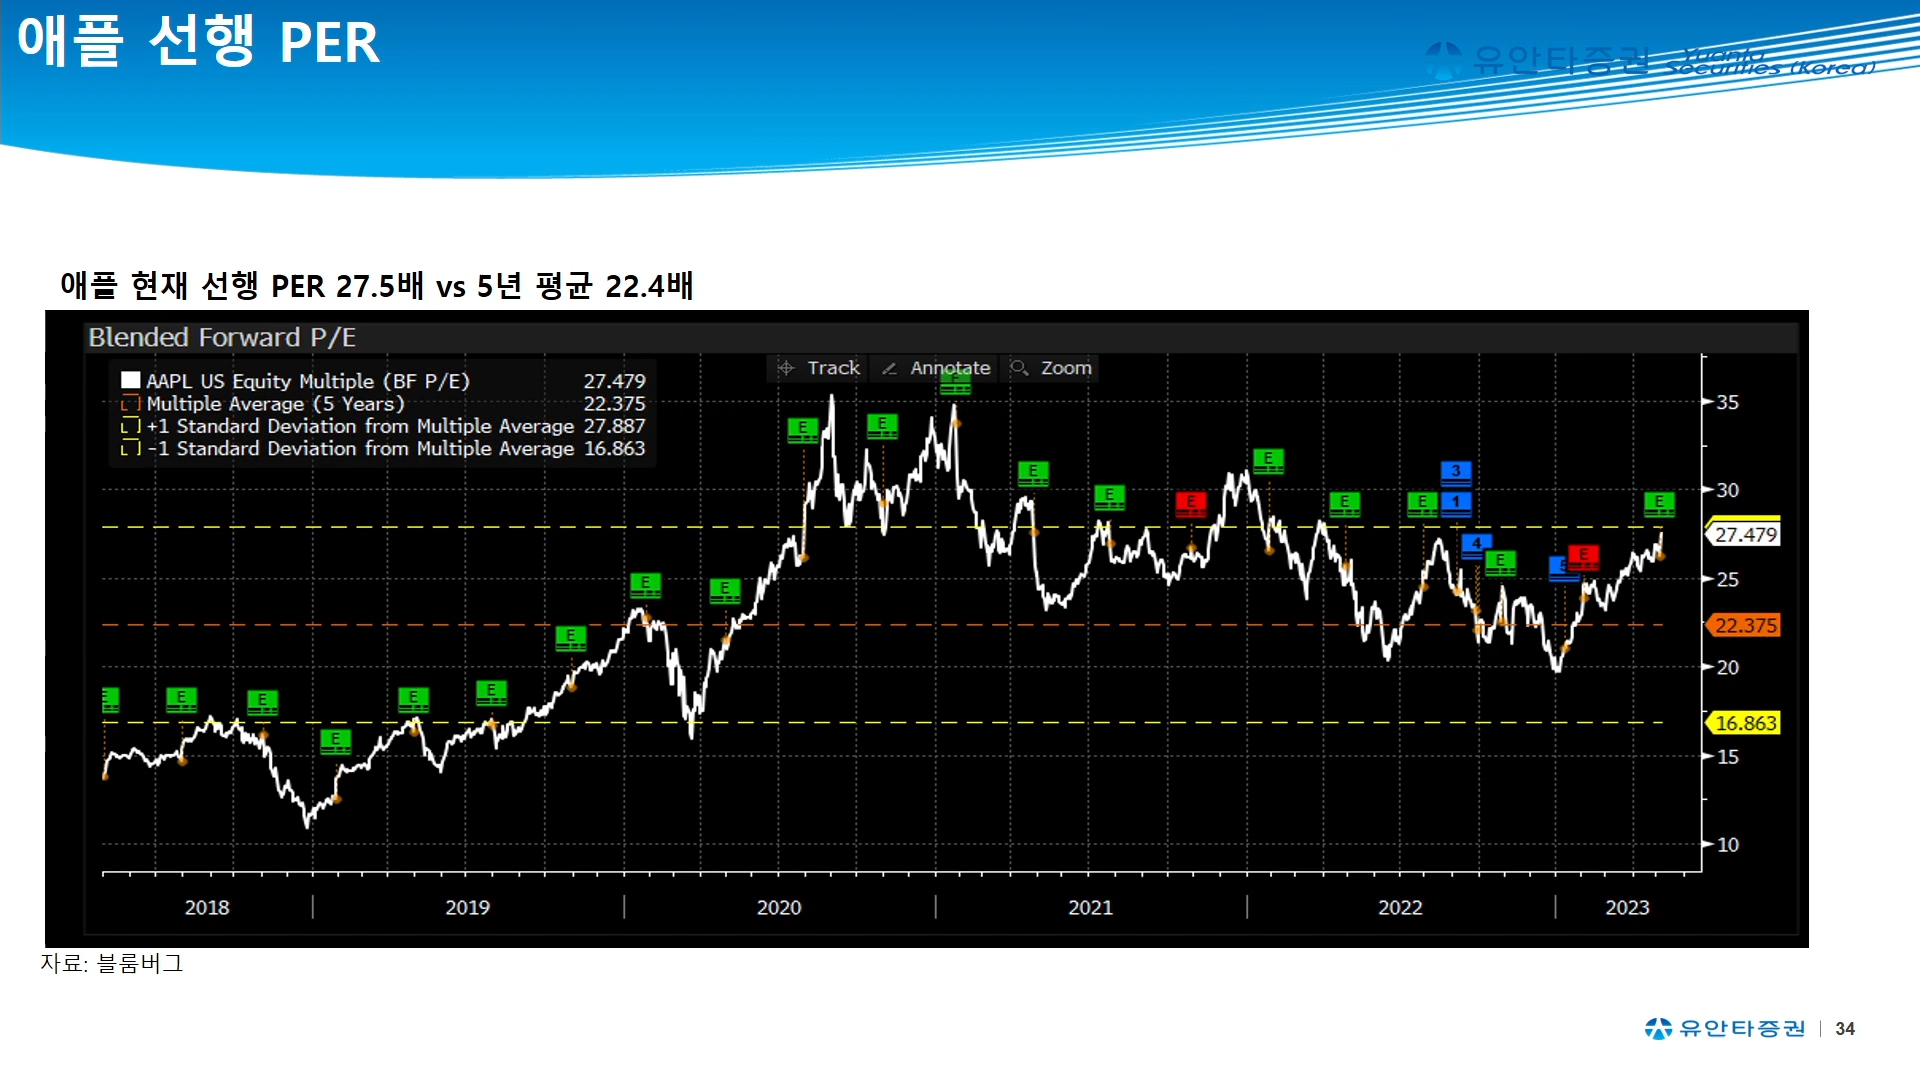 애플 선행 PER
유안타증권 Yuanta Securities (Korea)
애플 현재 선행 PER 27.5배 vs 5년 평균 22.4배
Blended Forward P/E
Track Annotate Zoom
AAPL US Equity Multiple (BF P/E) 27.479
Multiple Average (5 Years) 22.375
+1 Standard Deviation from Multiple Average 27.887
-1 Standard Deviation from Multiple Average 16.863
E E E E E E E E E E E E E E E E E E E E E
3
1
4
5
35
30
27.479
25
22.375
20
16.863
15
10
2018 2019 2020 2021 2022 2023
자료: 블룸버그
유안타증권 | 34